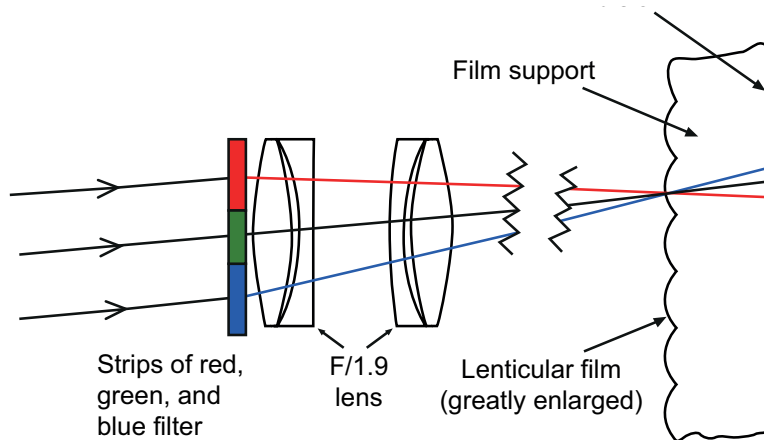 Film support
Strips of red,
green, and
blue filter
F/1.9
lens
Lenticular film
(greatly enlarged)